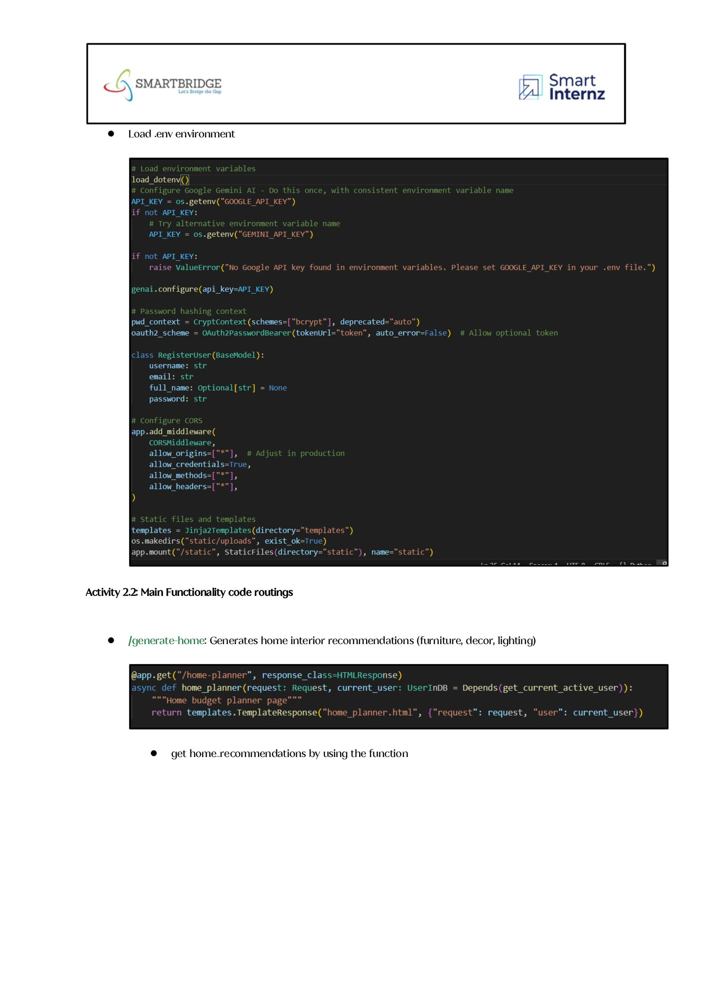 SMARTBRIDGE
Let's Bridge the Gap
Smart
Internz
● Load .env environment
# Load environment variables
load_dotenv()
# Configure Google Gemini AI - Do this once, with consistent environment variable name
API_KEY = os.getenv("GOOGLE_API_KEY")
if not API_KEY:
    # Try alternative environment variable name
    API_KEY = os.getenv("GEMINI_API_KEY")
if not API_KEY:
    raise ValueError("No Google API key found in environment variables. Please set GOOGLE_API_KEY in your .env file.")
genai.configure(api_key=API_KEY)
# Password hashing context
pwd_context = CryptContext(schemes=["bcrypt"], deprecated="auto")
oauth2_scheme = OAuth2PasswordBearer(tokenUrl="token", auto_error=False)  # Allow optional token
class RegisterUser(BaseModel):
    username: str
    email: str
    full_name: Optional[str] = None
    password: str
# Configure CORS
app.add_middleware(
    CORSMiddleware,
    allow_origins=["*"],  # Adjust in production
    allow_credentials=True,
    allow_methods=["*"],
    allow_headers=["*"],
)
# Static files and templates
templates = Jinja2Templates(directory="templates")
os.makedirs("static/uploads", exist_ok=True)
app.mount("/static", StaticFiles(directory="static"), name="static")
Activity 2.2: Main Functionality code routings
● /generate-home: Generates home interior recommendations (furniture, decor, lighting)
@app.get("/home-planner", response_class=HTMLResponse)
async def home_planner(request: Request, current_user: UserInDB = Depends(get_current_active_user)):
    """Home budget planner page"""
    return templates.TemplateResponse("home_planner.html", {"request": request, "user": current_user})
● get home_recommendations by using the function